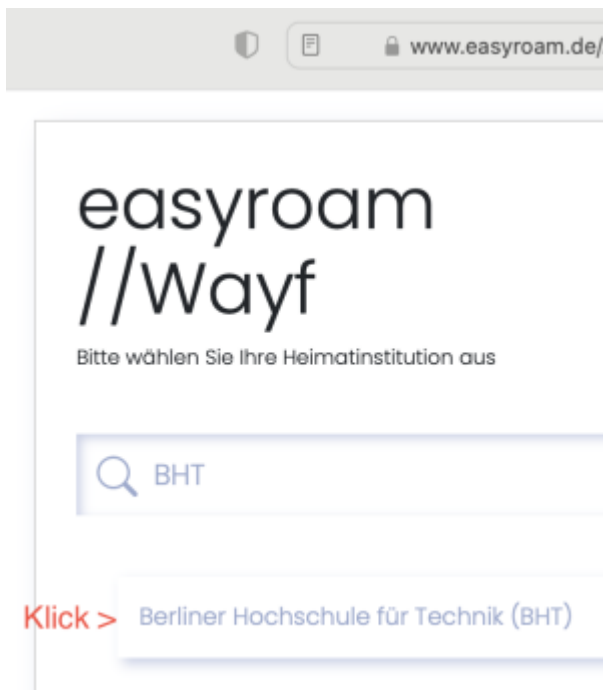 www.easyroam.de/
easyroam
//Wayf
Bitte wählen Sie Ihre Heimatinstitution aus
BHT
Klick > Berliner Hochschule für Technik (BHT)